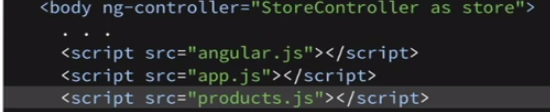 <body ng-controller="StoreController as store">
. . .
<script src="angular.js"></script>
<script src="app.js"></script>
<script src="products.js"></script>